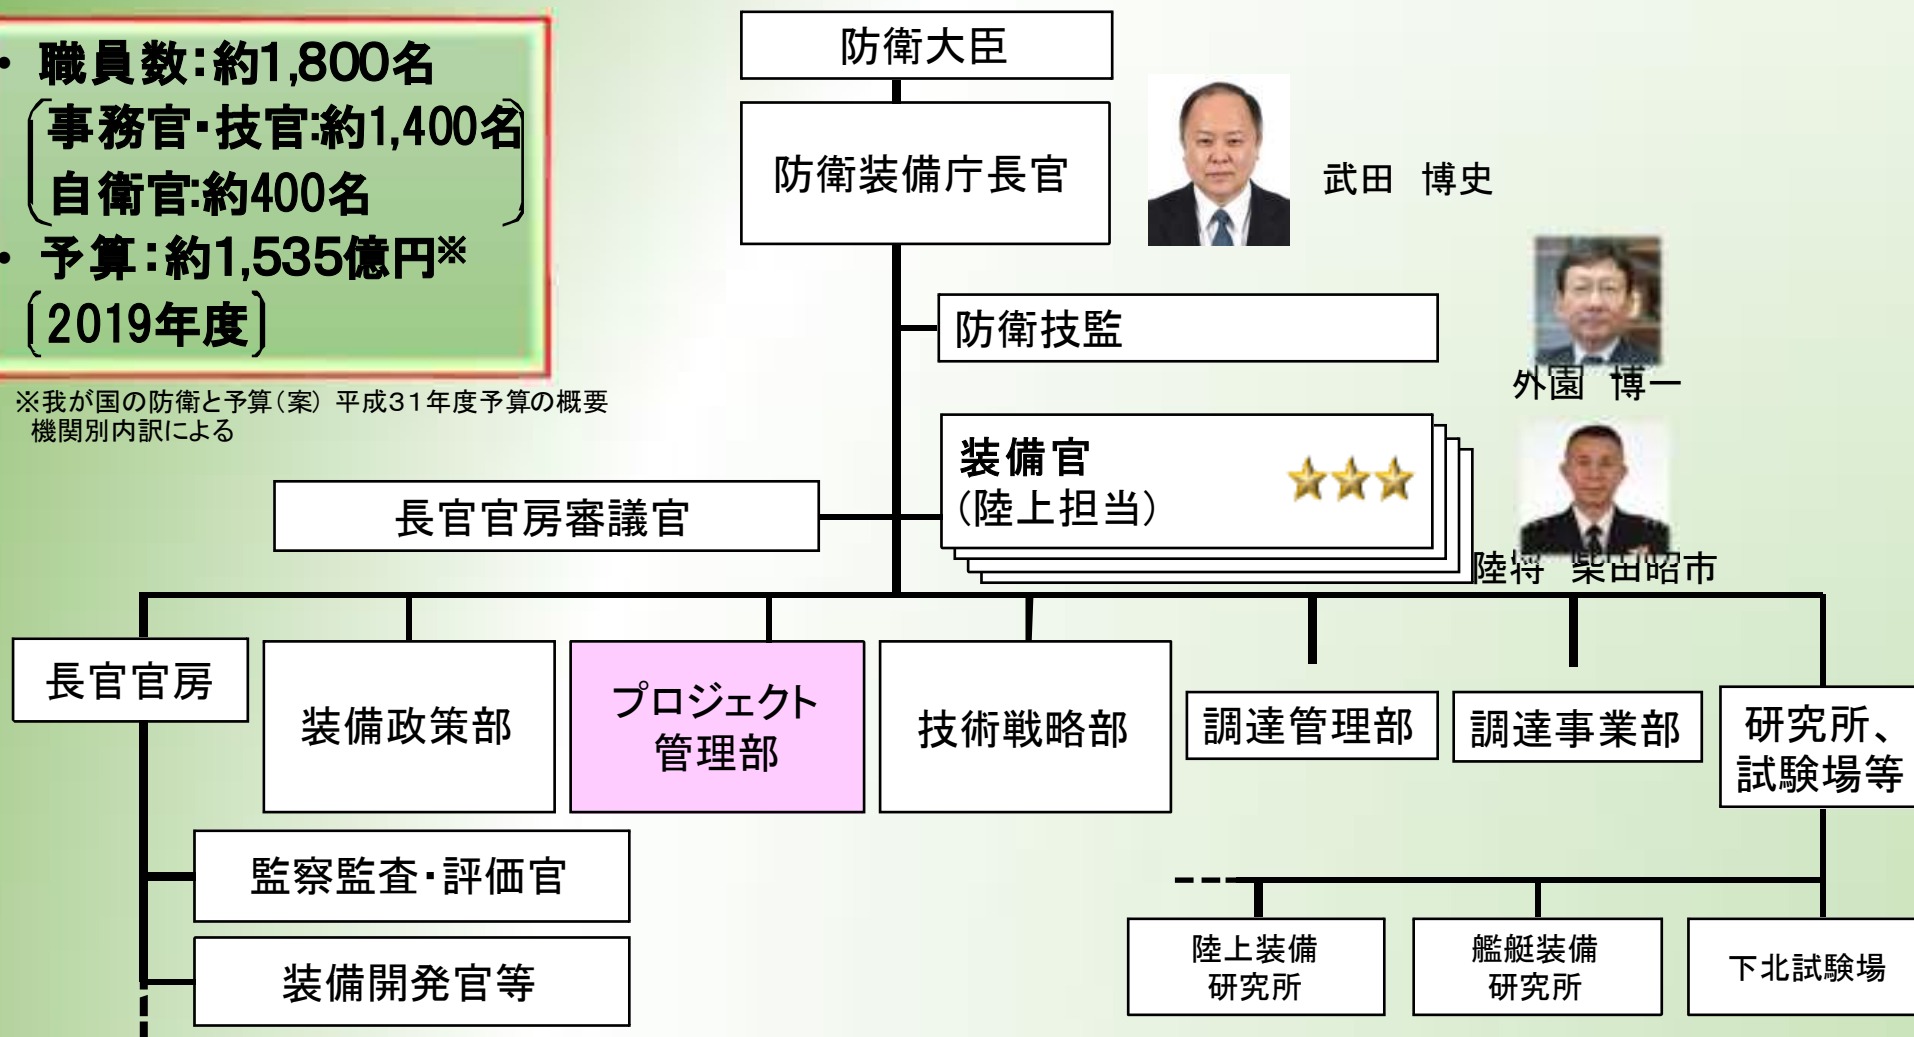 ・ 職員数：約1,800名
事務官・技官：約1,400名
自衛官：約400名
・ 予算：約1,535億円※
〔2019年度〕
※我が国の防衛と予算（案） 平成３１年度予算の概要
機関別内訳による
防衛大臣
防衛装備庁長官
武田　博史
防衛技監
外園　博一
装備官
（陸上担当）
陸将　柴田昭市
長官官房審議官
長官官房
装備政策部
プロジェクト
管理部
技術戦略部
調達管理部
調達事業部
研究所、
試験場等
監察監査・評価官
装備開発官等
陸上装備
研究所
艦艇装備
研究所
下北試験場